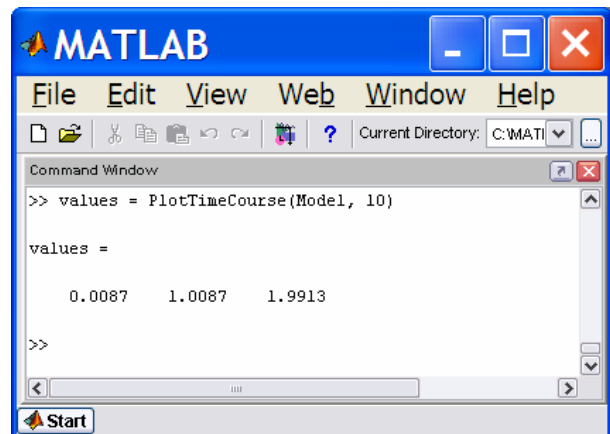 MATLAB
File Edit View Web Window Help
? Current Directory: C:\MATI ...
Command Window
>> values = PlotTimeCourse(Model, 10)
values =
0.0087 1.0087 1.9913
>>
Start